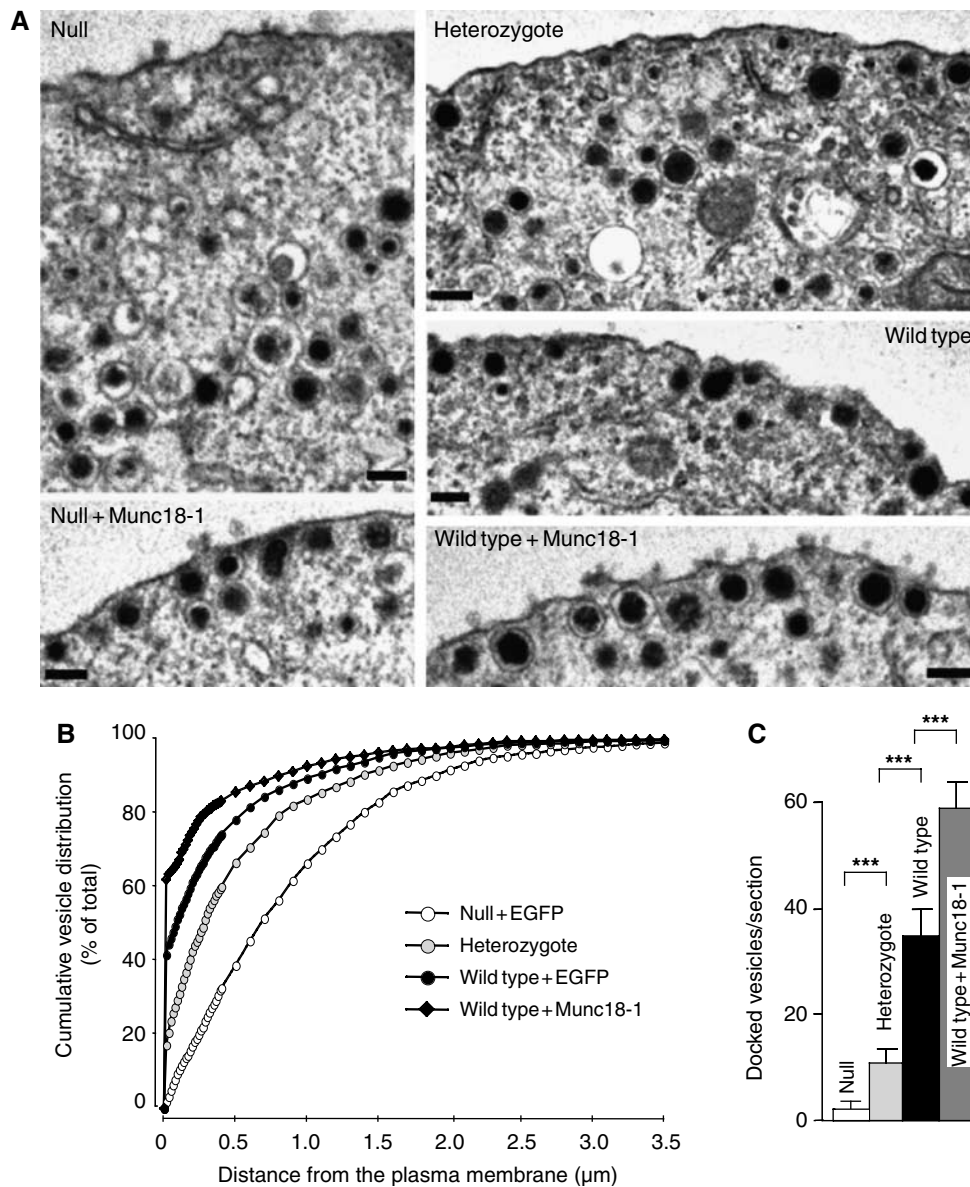 A
Null
Heterozygote
Wild type
Null + Munc18-1
Wild type + Munc18-1
B
Cumulative vesicle distribution
(% of total)
100
80
60
40
20
0
0
0.5
1.0
1.5
2.0
2.5
3.0
3.5
Distance from the plasma membrane (µm)
Null + EGFP
Heterozygote
Wild type + EGFP
Wild type + Munc18-1
C
***
***
***
Docked vesicles/section
60
40
20
0
Null
Heterozygote
Wild type
Wild type + Munc18-1